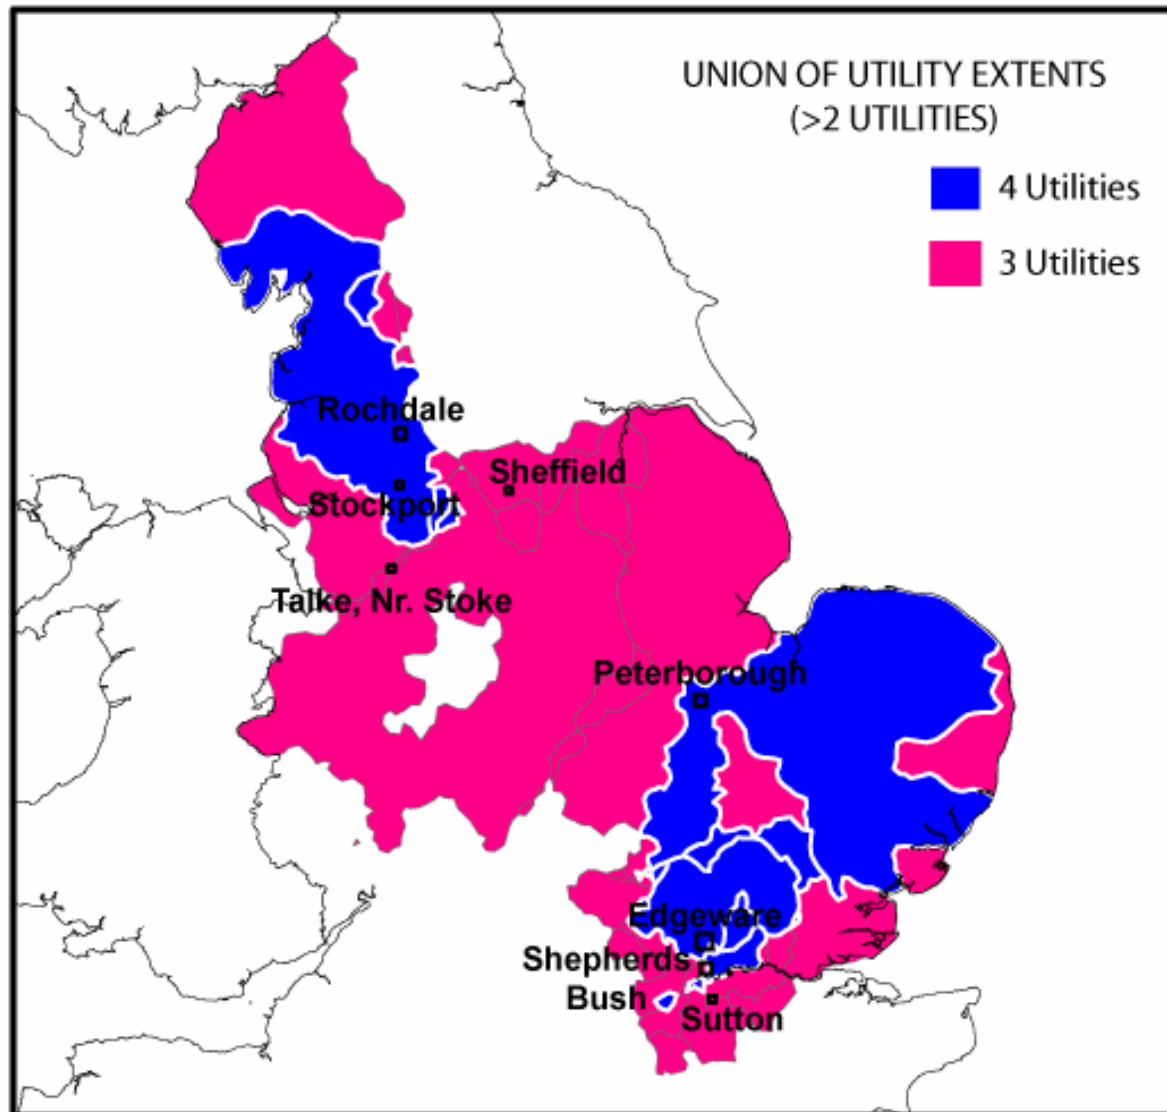 UNION OF UTILITY EXTENTS
(>2 UTILITIES)
4 Utilities
3 Utilities
Rochdale
Sheffield
Stockport
Talke, Nr. Stoke
Peterborough
Edgeware
Shepherds
Bush
Sutton